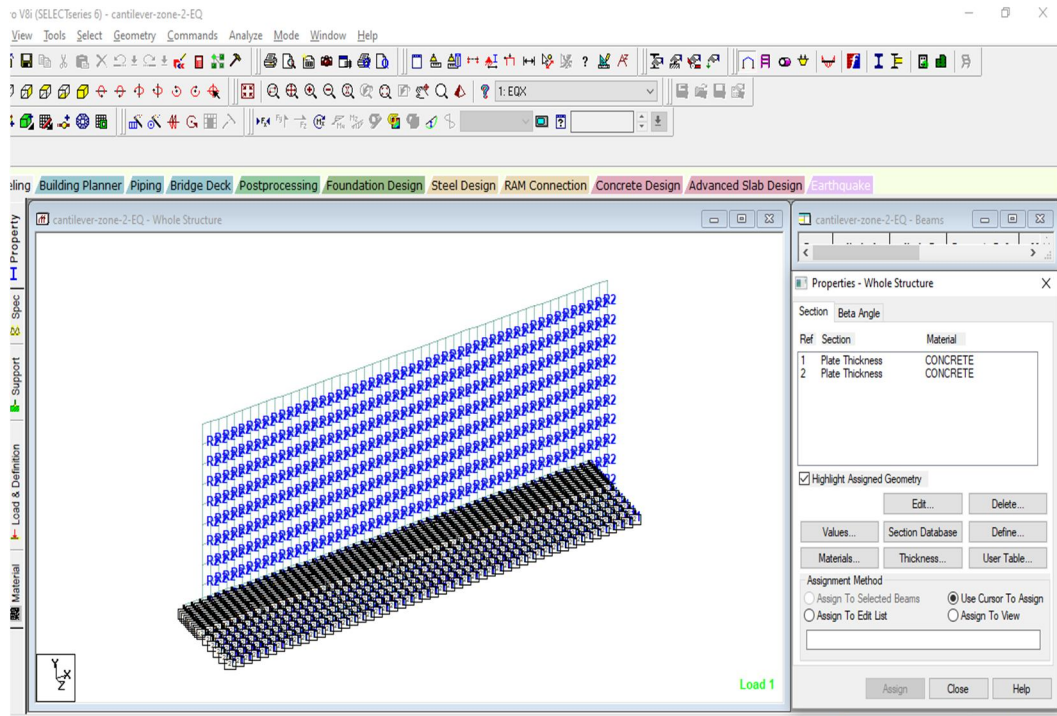 ro V8i (SELECTseries 6) - cantilever-zone-2-EQ
View Tools Select Geometry Commands Analyze Mode Window Help
1: EQX
eling Building Planner Piping Bridge Deck Postprocessing Foundation Design Steel Design RAM Connection Concrete Design Advanced Slab Design Earthquake
Property
Spec
Support
Load & Definition
Material
cantilever-zone-2-EQ - Whole Structure
Y
X
Z
Load 1
cantilever-zone-2-EQ - Beams
Properties - Whole Structure
Section Beta Angle
Ref Section Material
1 Plate Thickness CONCRETE
2 Plate Thickness CONCRETE
Highlight Assigned Geometry
Edit... Delete...
Values... Section Database Define...
Materials... Thickness... User Table...
Assignment Method
Assign To Selected Beams Use Cursor To Assign
Assign To Edit List Assign To View
Assign Close Help